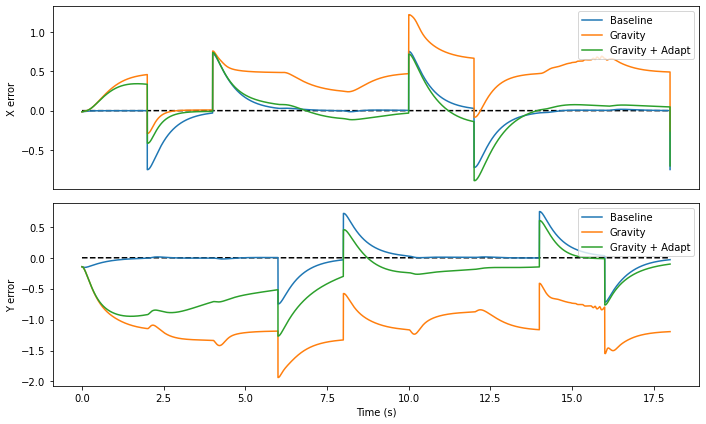 X error
1.0
0.5
0.0
−0.5
Baseline
Gravity
Gravity + Adapt
Y error
0.5
0.0
−0.5
−1.0
−1.5
−2.0
Baseline
Gravity
Gravity + Adapt
0.0 2.5 5.0 7.5 10.0 12.5 15.0 17.5
Time (s)